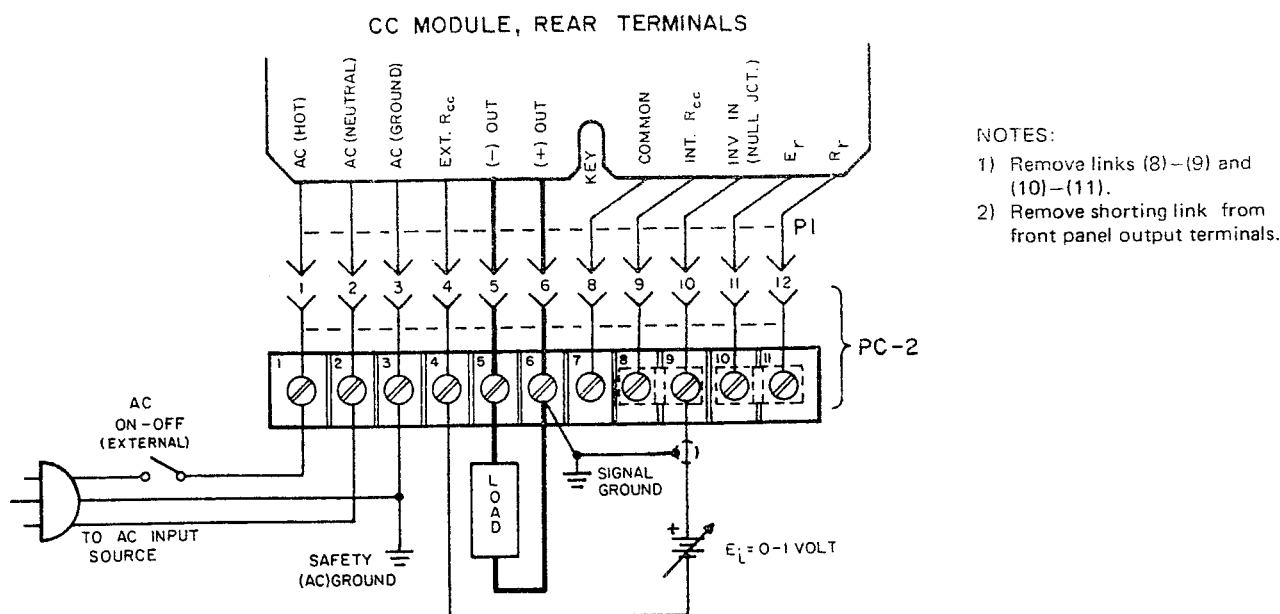 CC MODULE, REAR TERMINALS
AC (HOT)
AC (NEUTRAL)
AC (GROUND)
EXT. Rcc
(-) OUT
(+) OUT
KEY
COMMON
INT. Rcc
INV IN
(NULL JCT.)
Er
Rr
P1
1 2 3 4 5 6 8 9 10 11 12
PC-2
1 2 3 4 5 6 7 8 9 10 11
AC
ON-OFF
(EXTERNAL)
TO AC INPUT
SOURCE
SAFETY
(AC)GROUND
LOAD
SIGNAL
GROUND
+
Ei = 0-1 VOLT
NOTES:
1) Remove links (8)-(9) and
(10)-(11).
2) Remove shorting link from
front panel output terminals.